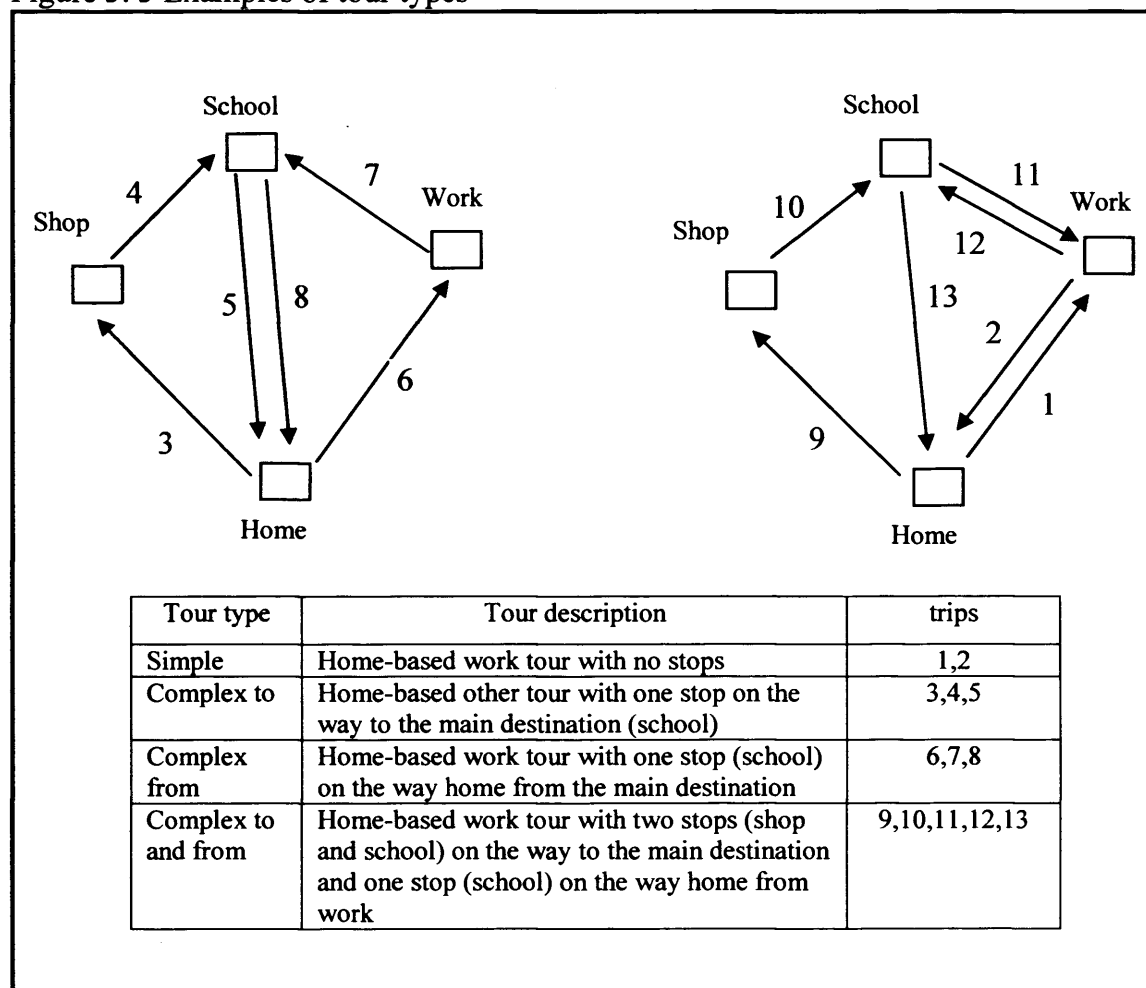 Figure 3. 3 Examples of tour types
School
4
7
Work
Shop
5
8
6
3
Home
School
11
10
12
Work
Shop
13
2
1
9
Home
Tour type Tour description trips
Simple Home-based work tour with no stops 1,2
Complex to Home-based other tour with one stop on the 3,4,5
way to the main destination (school)
Complex Home-based work tour with one stop (school) 6,7,8
from on the way home from the main destination
Complex to Home-based work tour with two stops (shop 9,10,11,12,13
and from and school) on the way to the main destination
and one stop (school) on the way home from
work